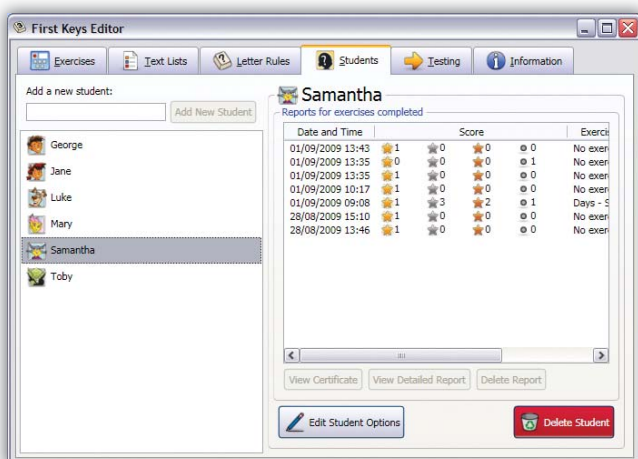 First Keys Editor
Exercises Text Lists Letter Rules Students Testing Information
Add a new student:
Add New Student
George
Jane
Luke
Mary
Samantha
Toby
Samantha
Reports for exercises completed
Date and Time Score Exercis
01/09/2009 13:43 1 0 0 0 No exer
01/09/2009 13:35 0 0 0 1 No exer
01/09/2009 13:35 1 0 0 0 No exer
01/09/2009 10:17 1 0 0 0 No exer
01/09/2009 09:08 1 3 2 1 Days - S
28/08/2009 15:10 1 0 0 0 No exer
28/08/2009 13:46 1 0 0 0 No exer
View Certificate View Detailed Report Delete Report
Edit Student Options Delete Student